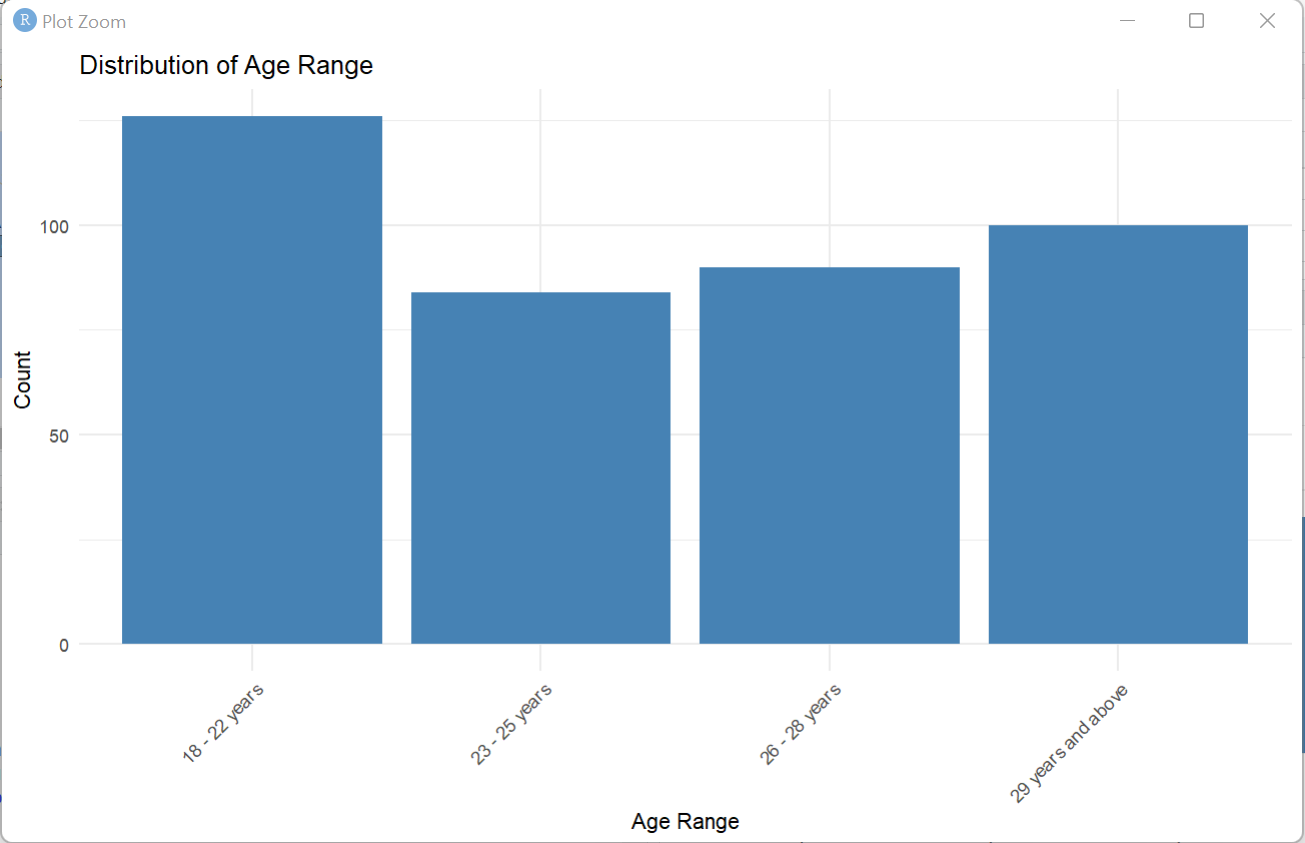 R Plot Zoom
Distribution of Age Range
Count
100
50
0
18 - 22 years
23 - 25 years
26 - 28 years
29 years and above
Age Range